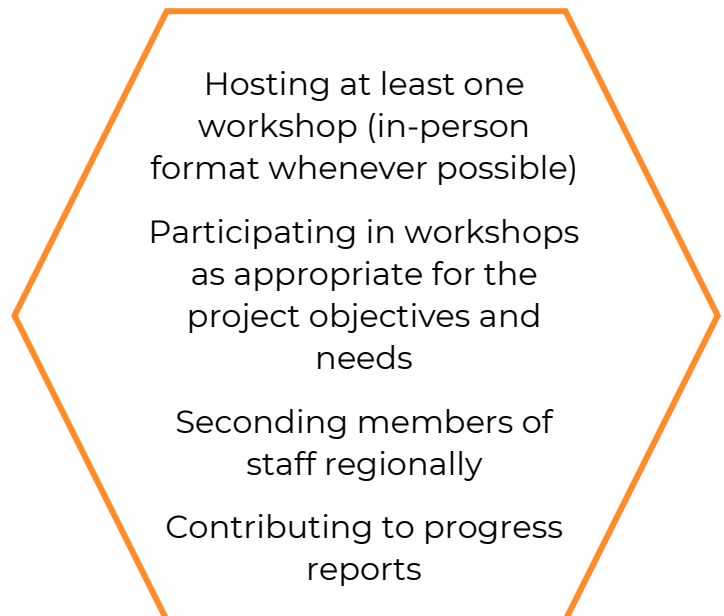 Hosting at least one
workshop (in-person
format whenever possible)
Participating in workshops
as appropriate for the
project objectives and
needs
Seconding members of
staff regionally
Contributing to progress
reports